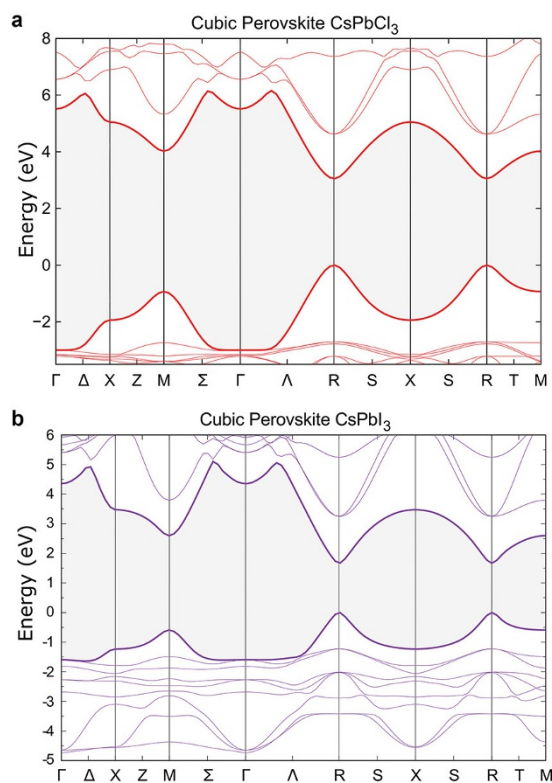 a
Cubic Perovskite CsPbCl₃
Energy (eV)
8
6
4
2
0
−2
Γ Δ X Z M Σ Γ Λ R S X S R T M
b
Cubic Perovskite CsPbI₃
Energy (eV)
6
5
4
3
2
1
0
-1
-2
-3
-4
-5
Γ Δ X Z M Σ Γ Λ R S X S R T M